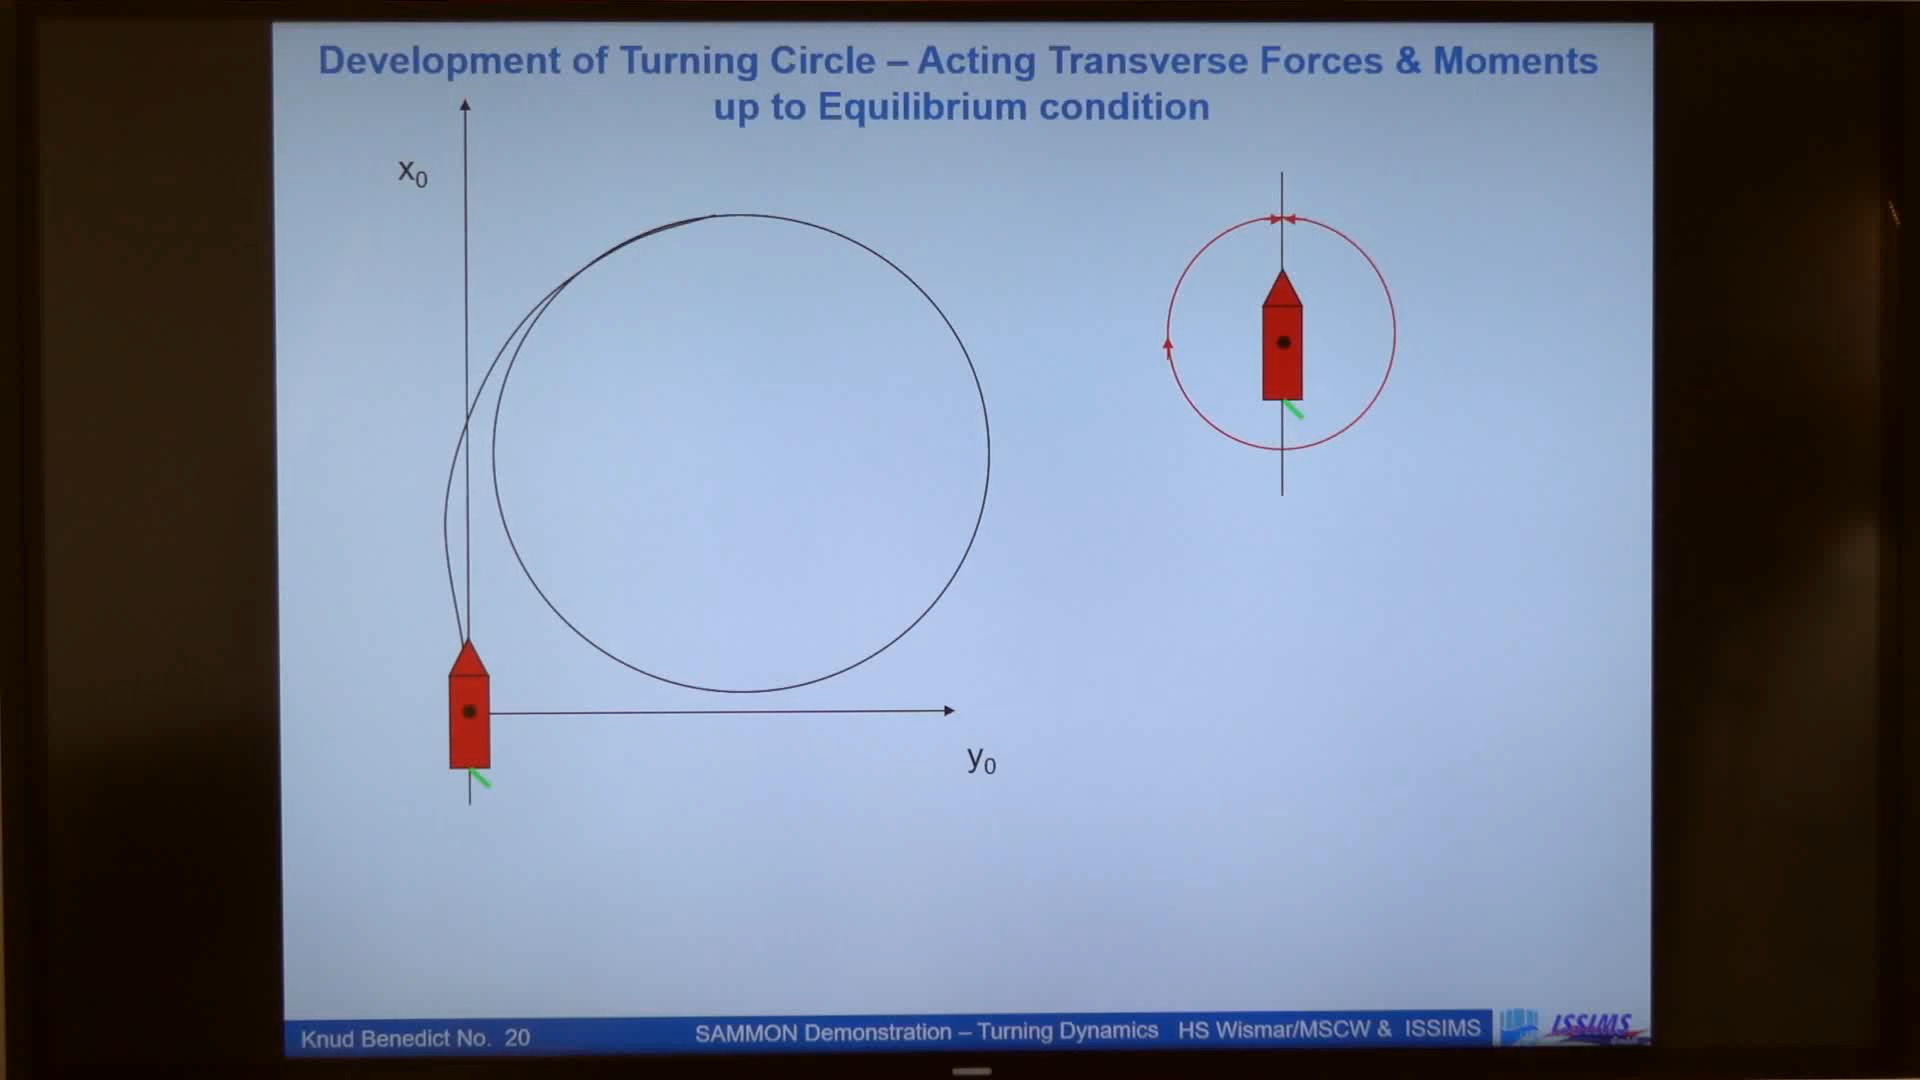 Development of Turning Circle – Acting Transverse Forces & Moments
up to Equilibrium condition
x₀
y₀
Knud Benedict No. 20 SAMMON Demonstration – Turning Dynamics HS Wismar/MSCW & ISSIMS
ISSIMS